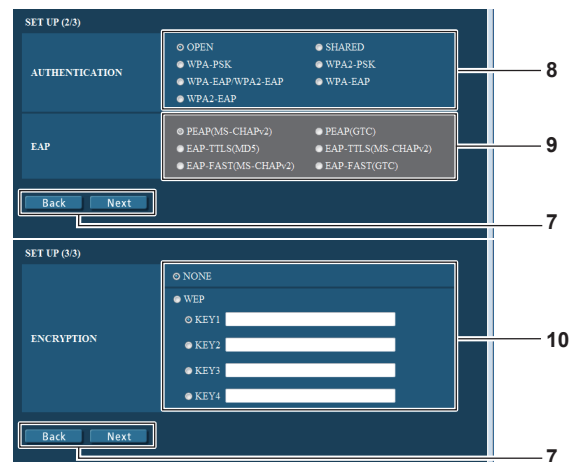 SET UP (2/3)
AUTHENTICATION
OPEN SHARED
WPA-PSK WPA2-PSK
WPA-EAP/WPA2-EAP WPA-EAP
WPA2-EAP
8
EAP
PEAP(MS-CHAPv2) PEAP(GTC)
EAP-TTLS(MD5) EAP-TTLS(MS-CHAPv2)
EAP-FAST(MS-CHAPv2) EAP-FAST(GTC)
9
Back Next
7
SET UP (3/3)
ENCRYPTION
NONE
WEP
KEY1
KEY2
KEY3
KEY4
10
Back Next
7